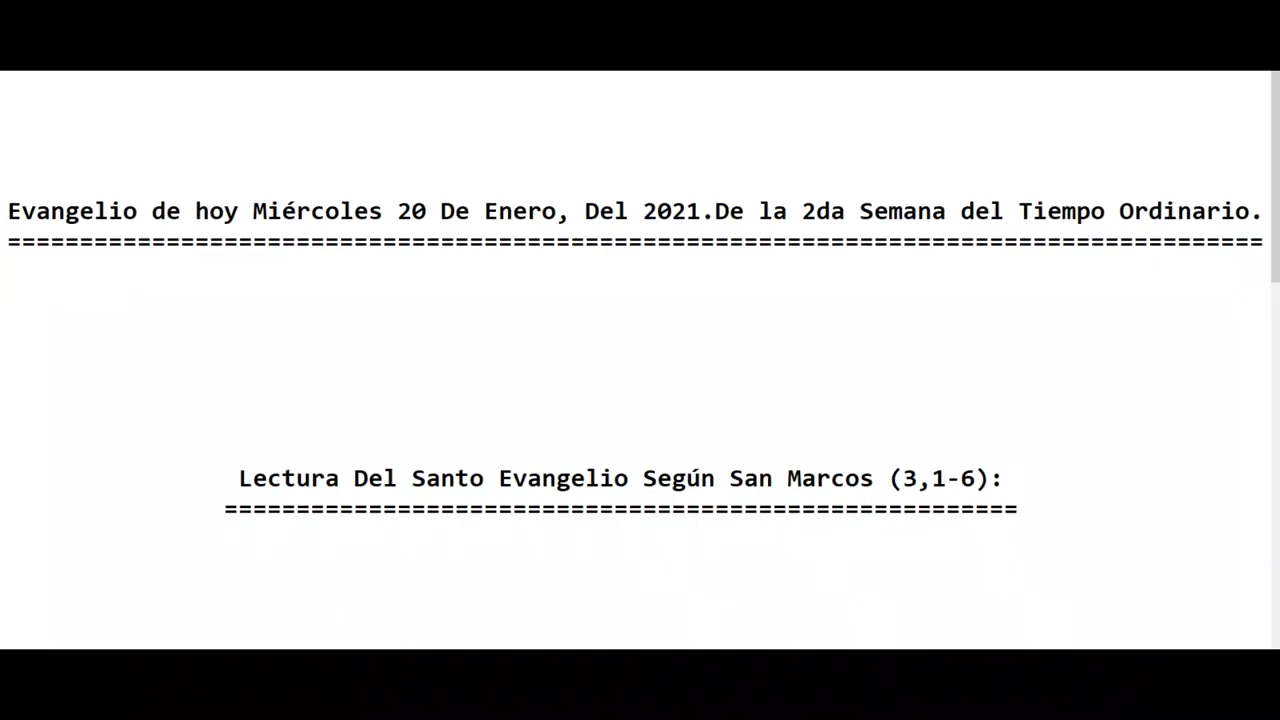 Evangelio de hoy Miércoles 20 De Enero, Del 2021.De la 2da Semana del Tiempo Ordinario.
=======================================================================================
Lectura Del Santo Evangelio Según San Marcos (3,1-6):
=======================================================